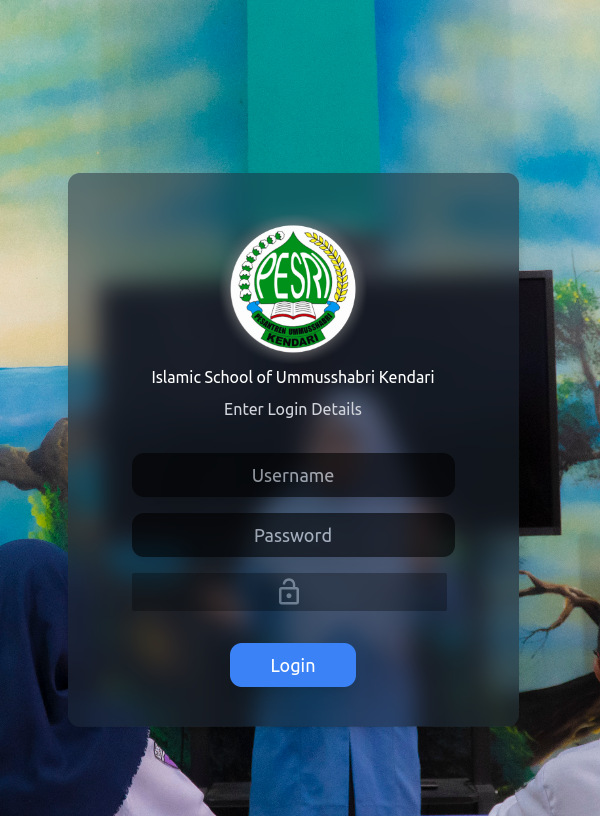 PESRI
PESANTREN UMMUSSHABRI
KENDARI
Islamic School of Ummusshabri Kendari
Enter Login Details
Username
Password
Login